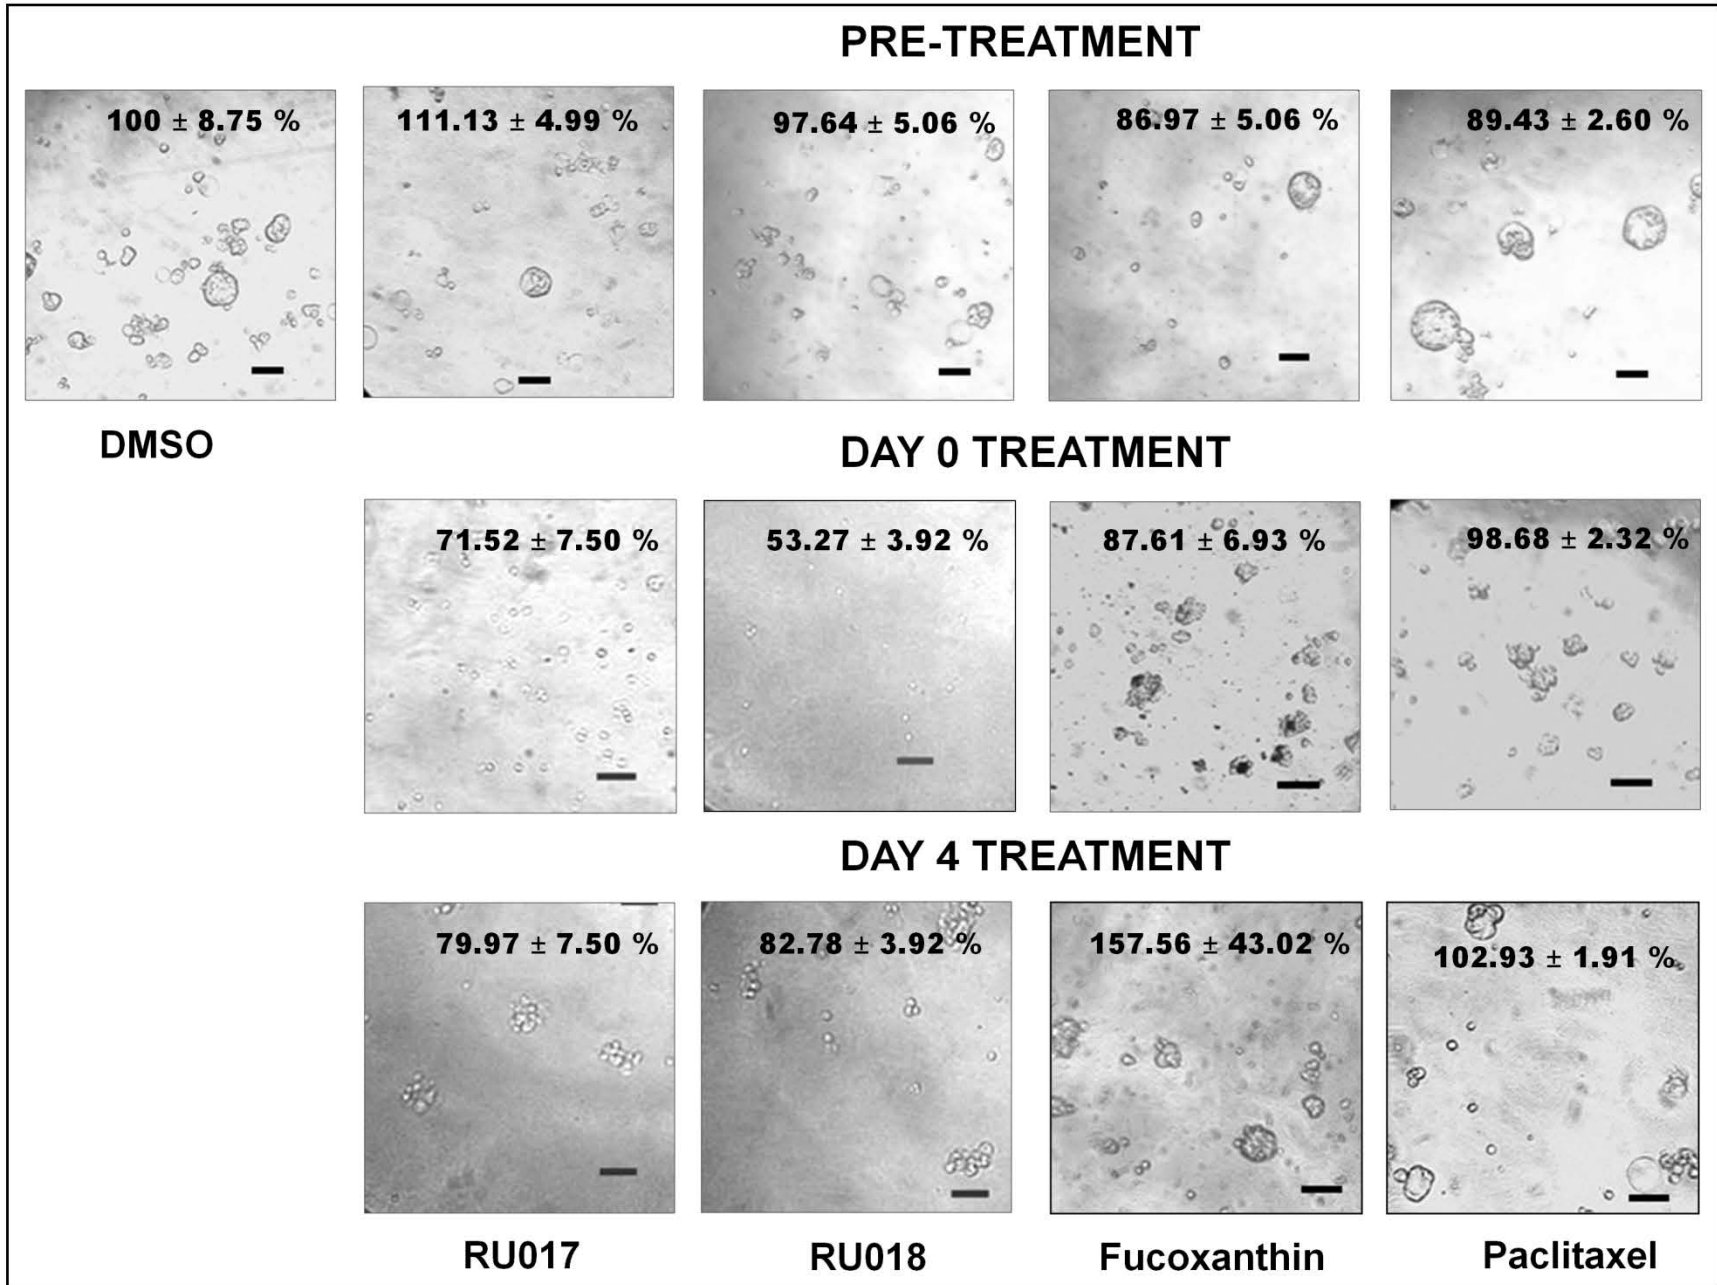 PRE-TREATMENT
100 ± 8.75 %
111.13 ± 4.99 %
97.64 ± 5.06 %
86.97 ± 5.06 %
89.43 ± 2.60 %
DMSO
DAY 0 TREATMENT
71.52 ± 7.50 %
53.27 ± 3.92 %
87.61 ± 6.93 %
98.68 ± 2.32 %
DAY 4 TREATMENT
79.97 ± 7.50 %
82.78 ± 3.92 %
157.56 ± 43.02 %
102.93 ± 1.91 %
RU017
RU018
Fucoxanthin
Paclitaxel